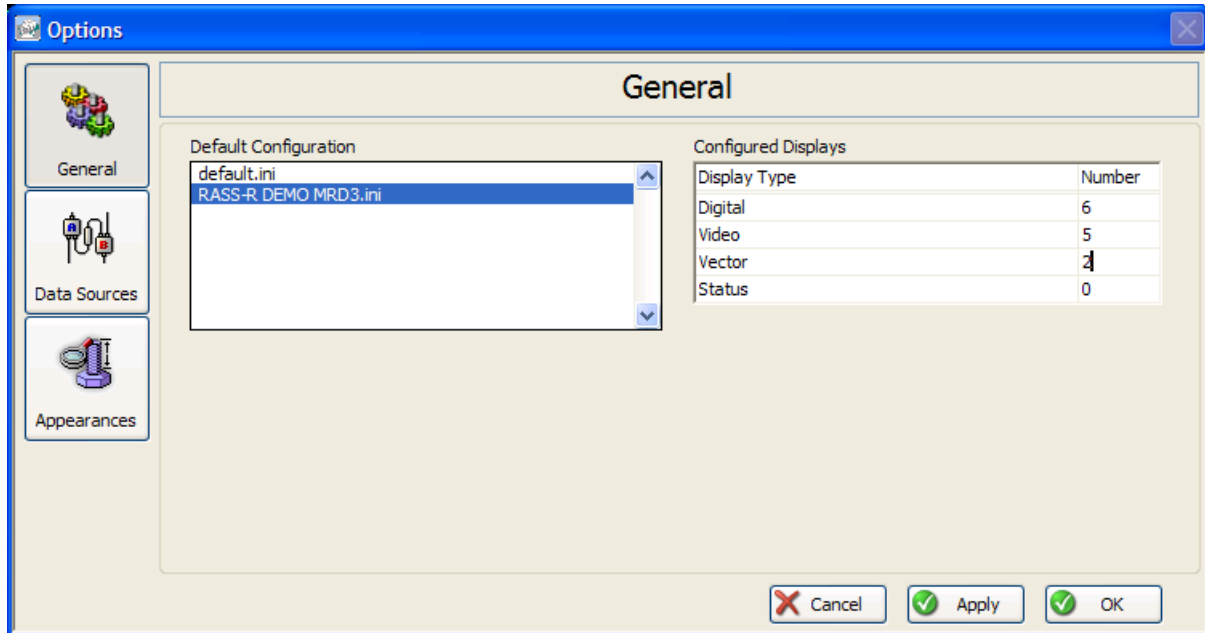 Options
General
General
Data Sources
Appearances
Default Configuration
default.ini
RASS-R DEMO MRD3.ini
Configured Displays
Display Type Number
Digital 6
Video 5
Vector 2
Status 0
Cancel Apply OK